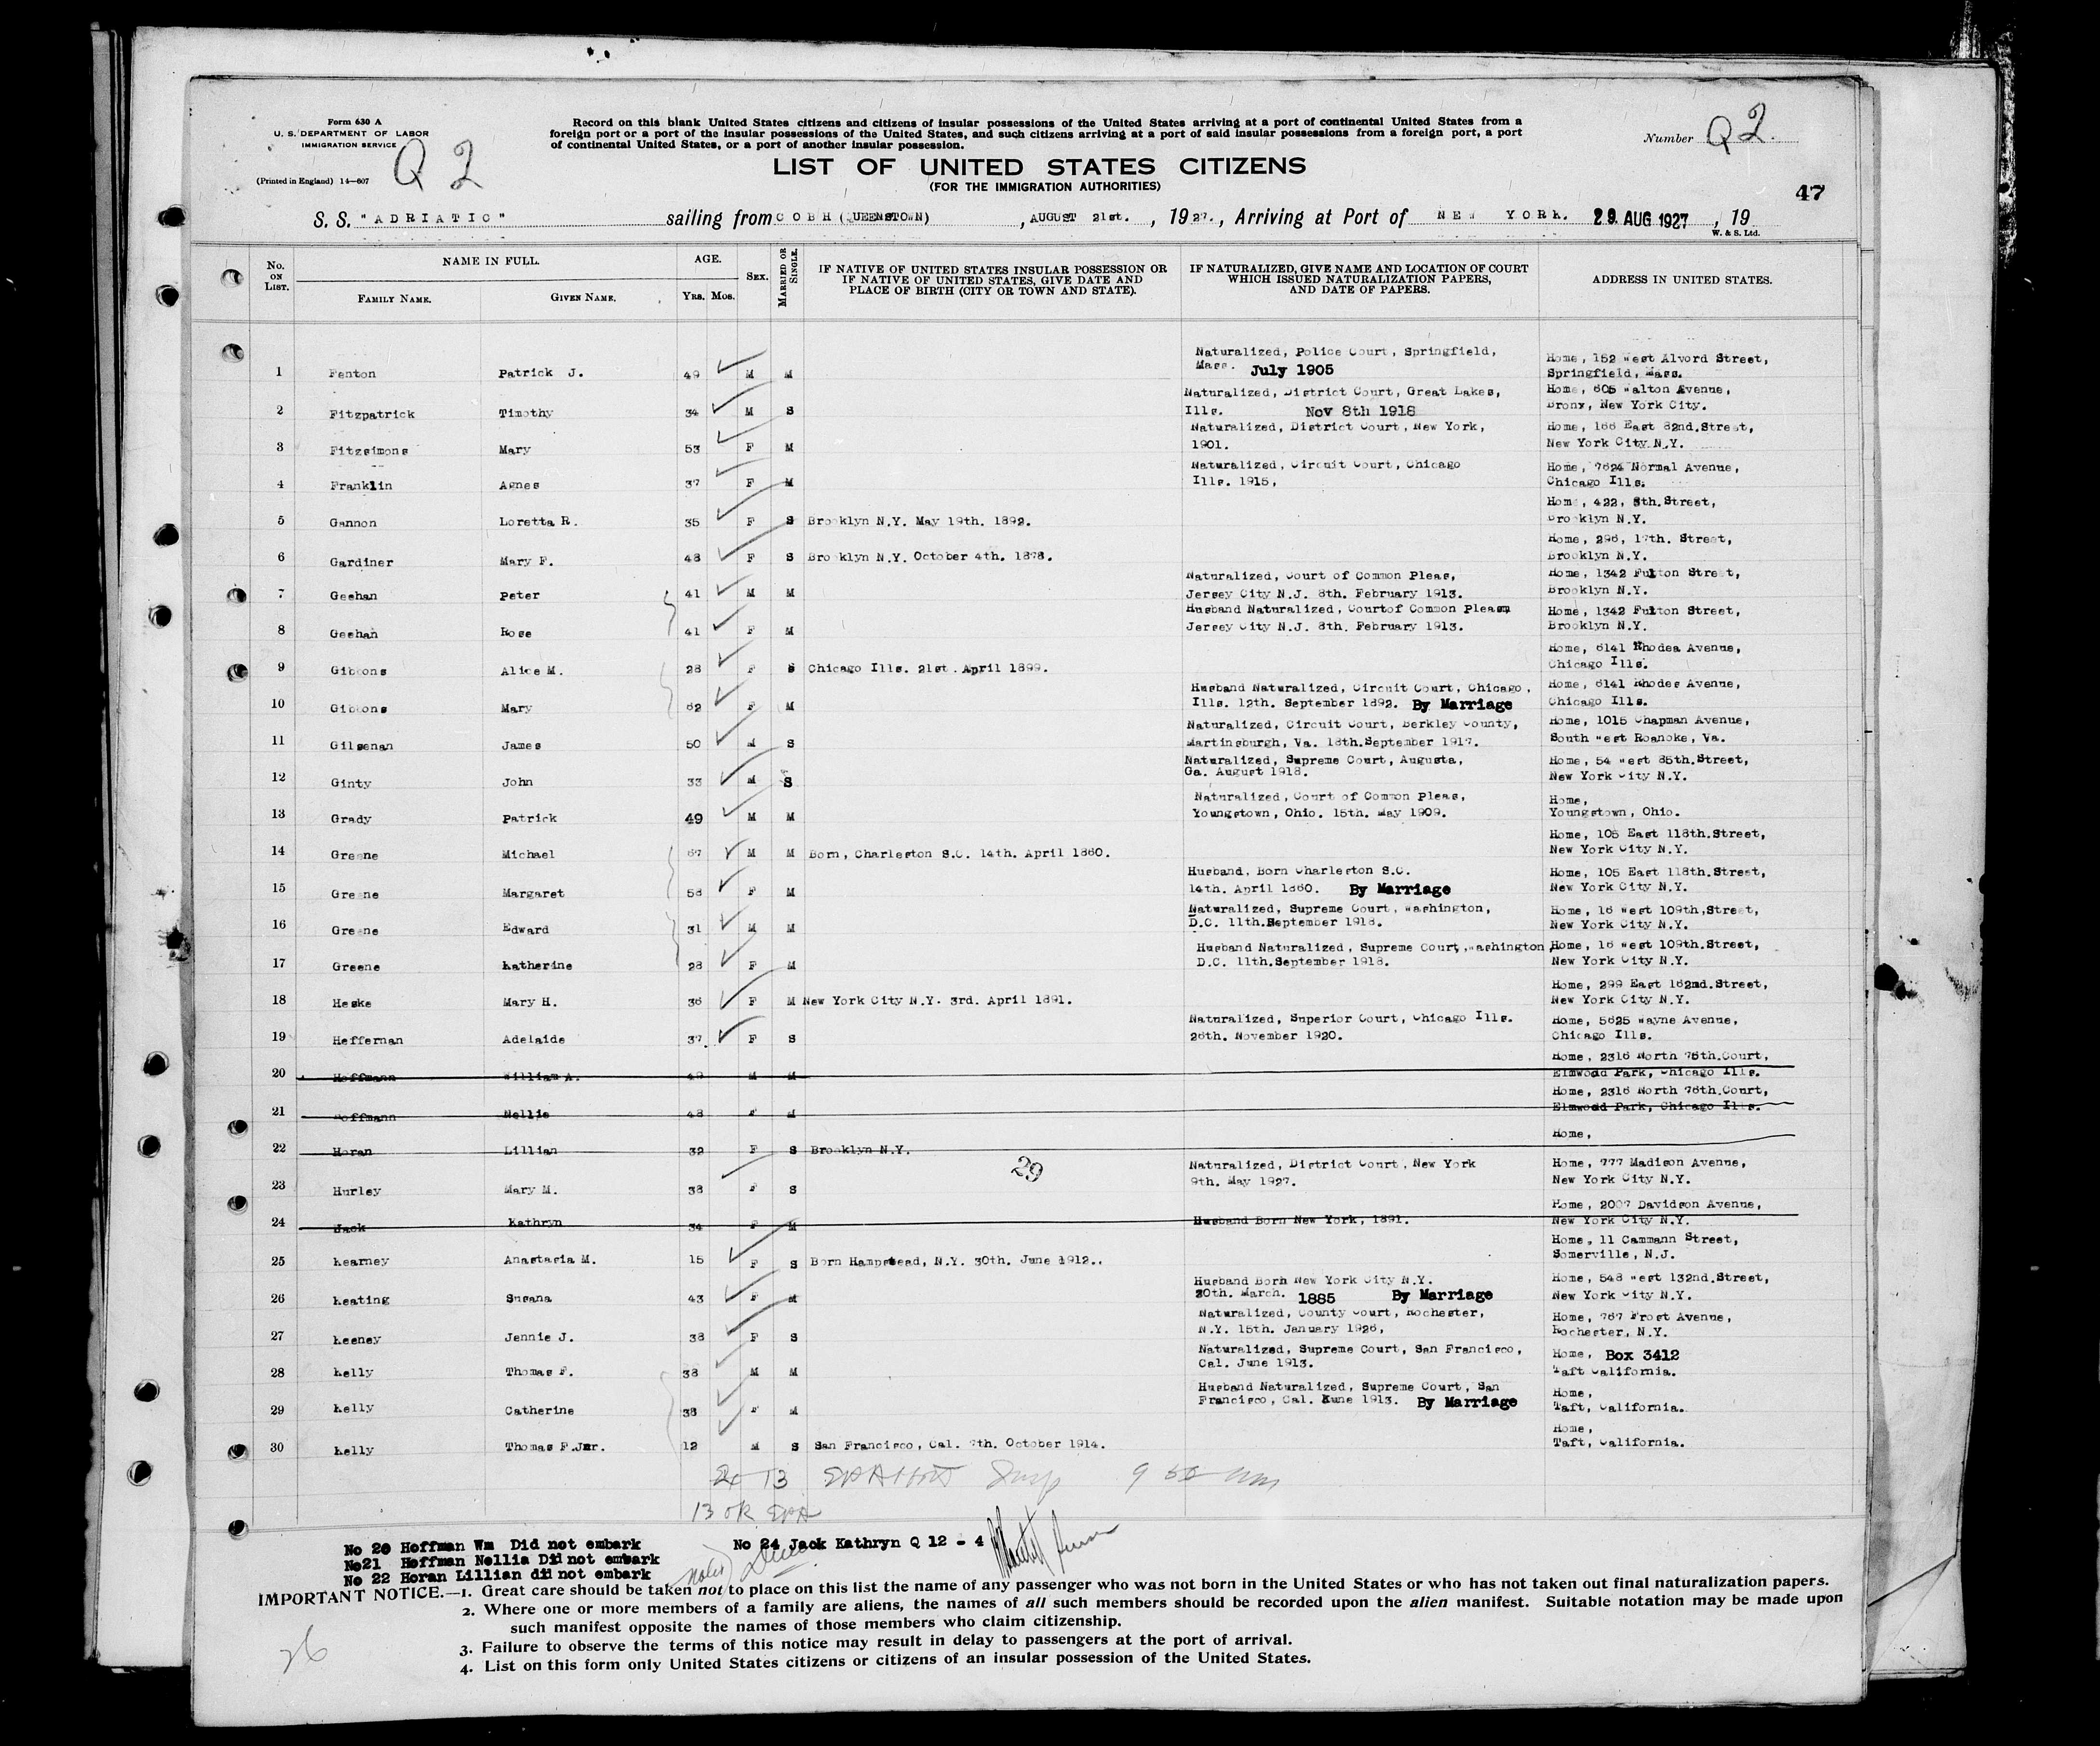 Form 630 A
U. S. DEPARTMENT OF LABOR
IMMIGRATION SERVICE
(Printed in England) 14—607
Q 2
Record on this blank United States citizens and citizens of insular possessions of the United States arriving at a port of continental United States from a
foreign port or a port of the insular possessions of the United States, and such citizens arriving at a port of said insular possessions from a foreign port, a port
of continental United States, or a port of another insular possession.
Number Q 2.
LIST OF UNITED STATES CITIZENS
(FOR THE IMMIGRATION AUTHORITIES)
47
S. S. "ADRIATIC" sailing from COBH (UEENSTOWN), AUGUST 21st., 1927., Arriving at Port of NEW YORK. 29 AUG 1927, 19
W. & S. Ltd.
No. ON LIST. NAME IN FULL. FAMILY NAME. GIVEN NAME. AGE. YRS. MOS. SEX. MARRIED OR SINGLE. IF NATIVE OF UNITED STATES INSULAR POSSESSION OR IF NATIVE OF UNITED STATES, GIVE DATE AND PLACE OF BIRTH (CITY OR TOWN AND STATE). IF NATURALIZED, GIVE NAME AND LOCATION OF COURT WHICH ISSUED NATURALIZATION PAPERS, AND DATE OF PAPERS. ADDRESS IN UNITED STATES.
1 Fenton Patrick J. 49 M M Naturalized, Police Court, Springfield, Mass. July 1905 Home, 152 West Alvord Street, Springfield, Mass.
2 Fitzpatrick Timothy 34 M S Naturalized, District Court, Great Lakes, Ills. Nov 8th 1918 Home, 605 Walton Avenue, Bronx, New York City.
3 Fitzsimons Mary 53 F M Naturalized, District Court, New York, 1901. Home, 166 East 82nd.Street, New York City N.Y.
4 Franklin Agnes 37 F M Naturalized, Circuit Court, Chicago Ills. 1915, Home, 7624 Normal Avenue, Chicago Ills.
5 Gannon Loretta R. 35 F S Brooklyn N.Y. May 19th. 1892. Home, 422, 8th.Street, Brooklyn N.Y.
6 Gardiner Mary F. 48 F S Brooklyn N.Y. October 4th. 1878. Home, 296, 17th. Street, Brooklyn N.Y.
7 Geehan Peter 41 M M Naturalized, Court of Common Pleas, Jersey City N.J. 8th. February 1913. Home, 1342 Fulton Street, Brooklyn N.Y.
8 Geehan Rose 41 F M Husband Naturalized, Courtof Common Pleas, Jersey City N.J. 8th. February 1913. Home, 1342 Fulton Street, Brooklyn N.Y.
9 Gibbons Alice M. 28 F S Chicago Ills. 21st. April 1899. Home, 6141 Rhodes Avenue, Chicago Ills.
10 Gibbons Mary 62 F M Husband Naturalized, Circuit Court, Chicago, Ills. 12th. September 1892. By Marriage Home, 6141 Rhodes Avenue, Chicago Ills.
11 Gilsenan James 50 M S Naturalized, Circuit Court, Berkley County, Martinsburgh, Va. 18th.September 1917. Home, 1015 Chapman Avenue, South West Roanoke, Va.
12 Ginty John 33 M S Naturalized, Supreme Court, Augusta, Ga. August 1918. Home, 54 West 85th.Street, New York City N.Y.
13 Grady Patrick 49 M M Naturalized, Court of Common Pleas, Youngstown, Ohio. 15th. May 1909. Home, Youngstown, Ohio.
14 Greene Michael 67 M M Born, Charleston S.C. 14th. April 1860. Home, 105 East 118th.Street, New York City N.Y.
15 Greene Margaret 58 F M Husband, Born Charleston S.C. 14th. April 1860. By Marriage Home, 105 East 118th.Street, New York City N.Y.
16 Greene Edward 31 M M Naturalized, Supreme Court, Washington, D.C. 11th.September 1918. Home, 16 West 109th.Street, New York City N.Y.
17 Greene Katherine 28 F M Husband Naturalized, Supreme Court,Washington, D.C. 11th.September 1918. Home, 16 West 109th.Street, New York City N.Y.
18 Heske Mary H. 36 F M New York City N.Y. 3rd. April 1891. Home, 299 East 162nd.Street, New York City N.Y.
19 Heffernan Adelaide 37. F S Naturalized, Superior Court, Chicago Ills. 26th. November 1920. Home, 5625 Wayne Avenue, Chicago Ills.
20 Hoffmann William A. 49 M M Home, 2316 North 76th.Court, Elmwood Park, Chicago Ills.
21 Hoffmann Nellie 48 F M Home, 2316 North 76th.Court, Elmwood Park, Chicago Ills.
22 Horan Lillian 32 F S Brooklyn N.Y. Home,
29
23 Hurley Mary M. 38 F S Naturalized, District Court, New York 9th. May 1927. Home, 777 Madison Avenue, New York City N.Y.
24 Jack Kathryn 34 F M Husband Born New York, 1891. Home, 2007 Davidson Avenue, New York City N.Y.
25 Kearney Anastasia M. 15 F S Born Hampstead, N.Y. 30th. June 1912.. Home, 11 Cammann Street, Somerville, N.J.
26 Keating Susana 43 F M Husband Born New York City N.Y. 20th. March. 1885 By Marriage Home, 548 West 132nd.Street, New York City N.Y.
27 Keeney Jennie J. 38 F S Naturalized, County Court, Rochester, N.Y. 15th. January 1926, Home, 767 Frost Avenue, Rochester, N.Y.
28 Kelly Thomas F. 38 M M Naturalized, Supreme Court, San Francisco, Cal. June 1913. Home, Box 3412 Taft California.
29 Kelly Catherine 38 F M Husband Naturalized, Supreme Court, San Francisco, Cal. June 1913. By Marriage Home, Taft, California.
30 Kelly Thomas F.Jnr. 12 M S San Francisco, Cal. 7th. October 1914. Home, Taft, California.
13 OK
No 20 Hoffman Wm Did not embark
No21 Hoffman Nellia Did not embark
No 22 Horan Lillian did not embark
No 24 Jack Kathryn Q 12 - 4
IMPORTANT NOTICE.—1. Great care should be taken not to place on this list the name of any passenger who was not born in the United States or who has not taken out final naturalization papers.
2. Where one or more members of a family are aliens, the names of all such members should be recorded upon the alien manifest. Suitable notation may be made upon
such manifest opposite the names of those members who claim citizenship.
3. Failure to observe the terms of this notice may result in delay to passengers at the port of arrival.
4. List on this form only United States citizens or citizens of an insular possession of the United States.
26